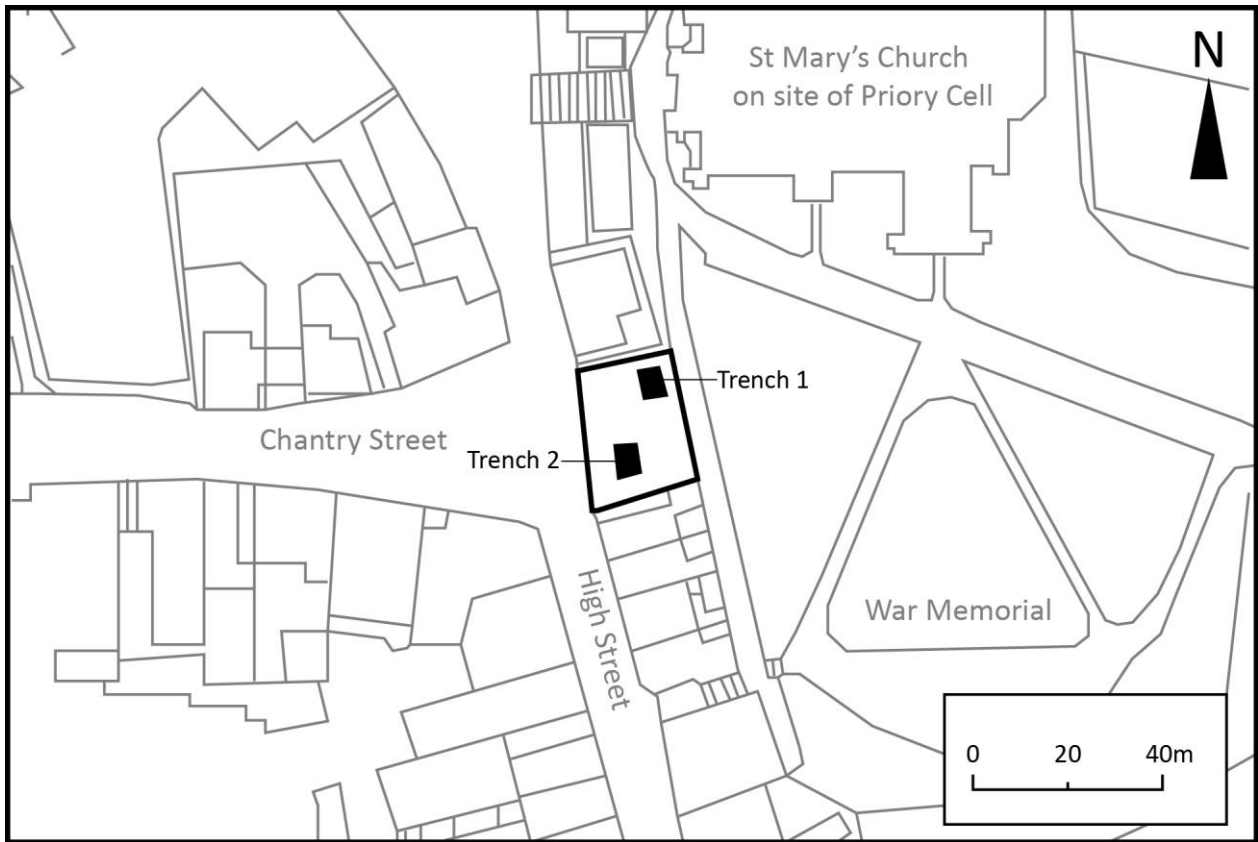 St Mary’s Church
on site of Priory Cell
N
Trench 1
Chantry Street
Trench 2
High Street
War Memorial
0 20 40m